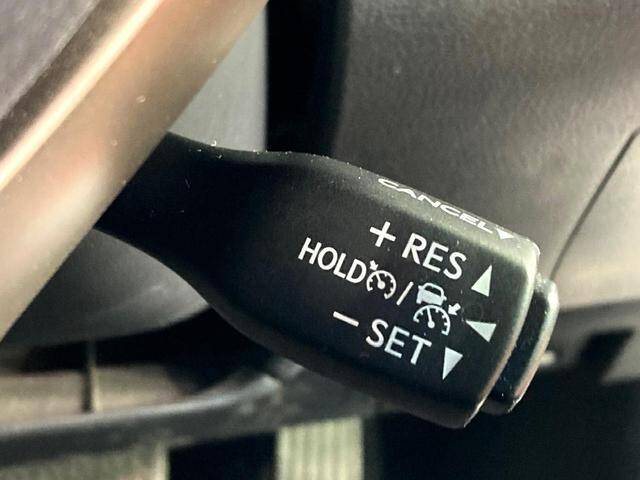 CANCEL
+ RES
HOLD /
− SET